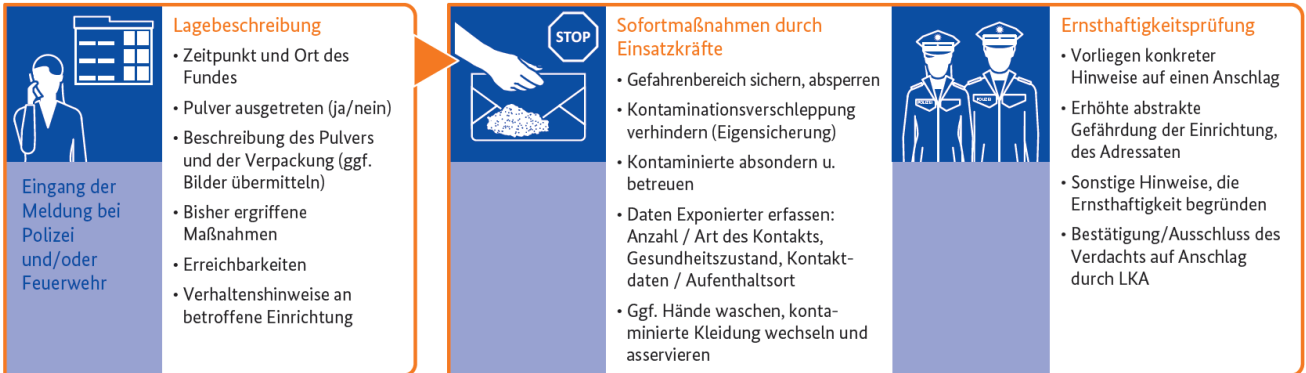 Eingang der
Meldung bei
Polizei
und/oder
Feuerwehr
Lagebeschreibung
• Zeitpunkt und Ort des
Fundes
• Pulver ausgetreten (ja/nein)
• Beschreibung des Pulvers
und der Verpackung (ggf.
Bilder übermitteln)
• Bisher ergriffene
Maßnahmen
• Erreichbarkeiten
• Verhaltenshinweise an
betroffene Einrichtung
STOP
Sofortmaßnahmen durch
Einsatzkräfte
• Gefahrenbereich sichern, absperren
• Kontaminationsverschleppung
verhindern (Eigensicherung)
• Kontaminierte absondern u.
betreuen
• Daten Exponierter erfassen:
Anzahl / Art des Kontakts,
Gesundheitszustand, Kontakt-
daten / Aufenthaltsort
• Ggf. Hände waschen, konta-
minierte Kleidung wechseln und
asservieren
POLIZEI
POLIZEI
Ernsthaftigkeitsprüfung
• Vorliegen konkreter
Hinweise auf einen Anschlag
• Erhöhte abstrakte
Gefährdung der Einrichtung,
des Adressaten
• Sonstige Hinweise, die
Ernsthaftigkeit begründen
• Bestätigung/Ausschluss des
Verdachts auf Anschlag
durch LKA